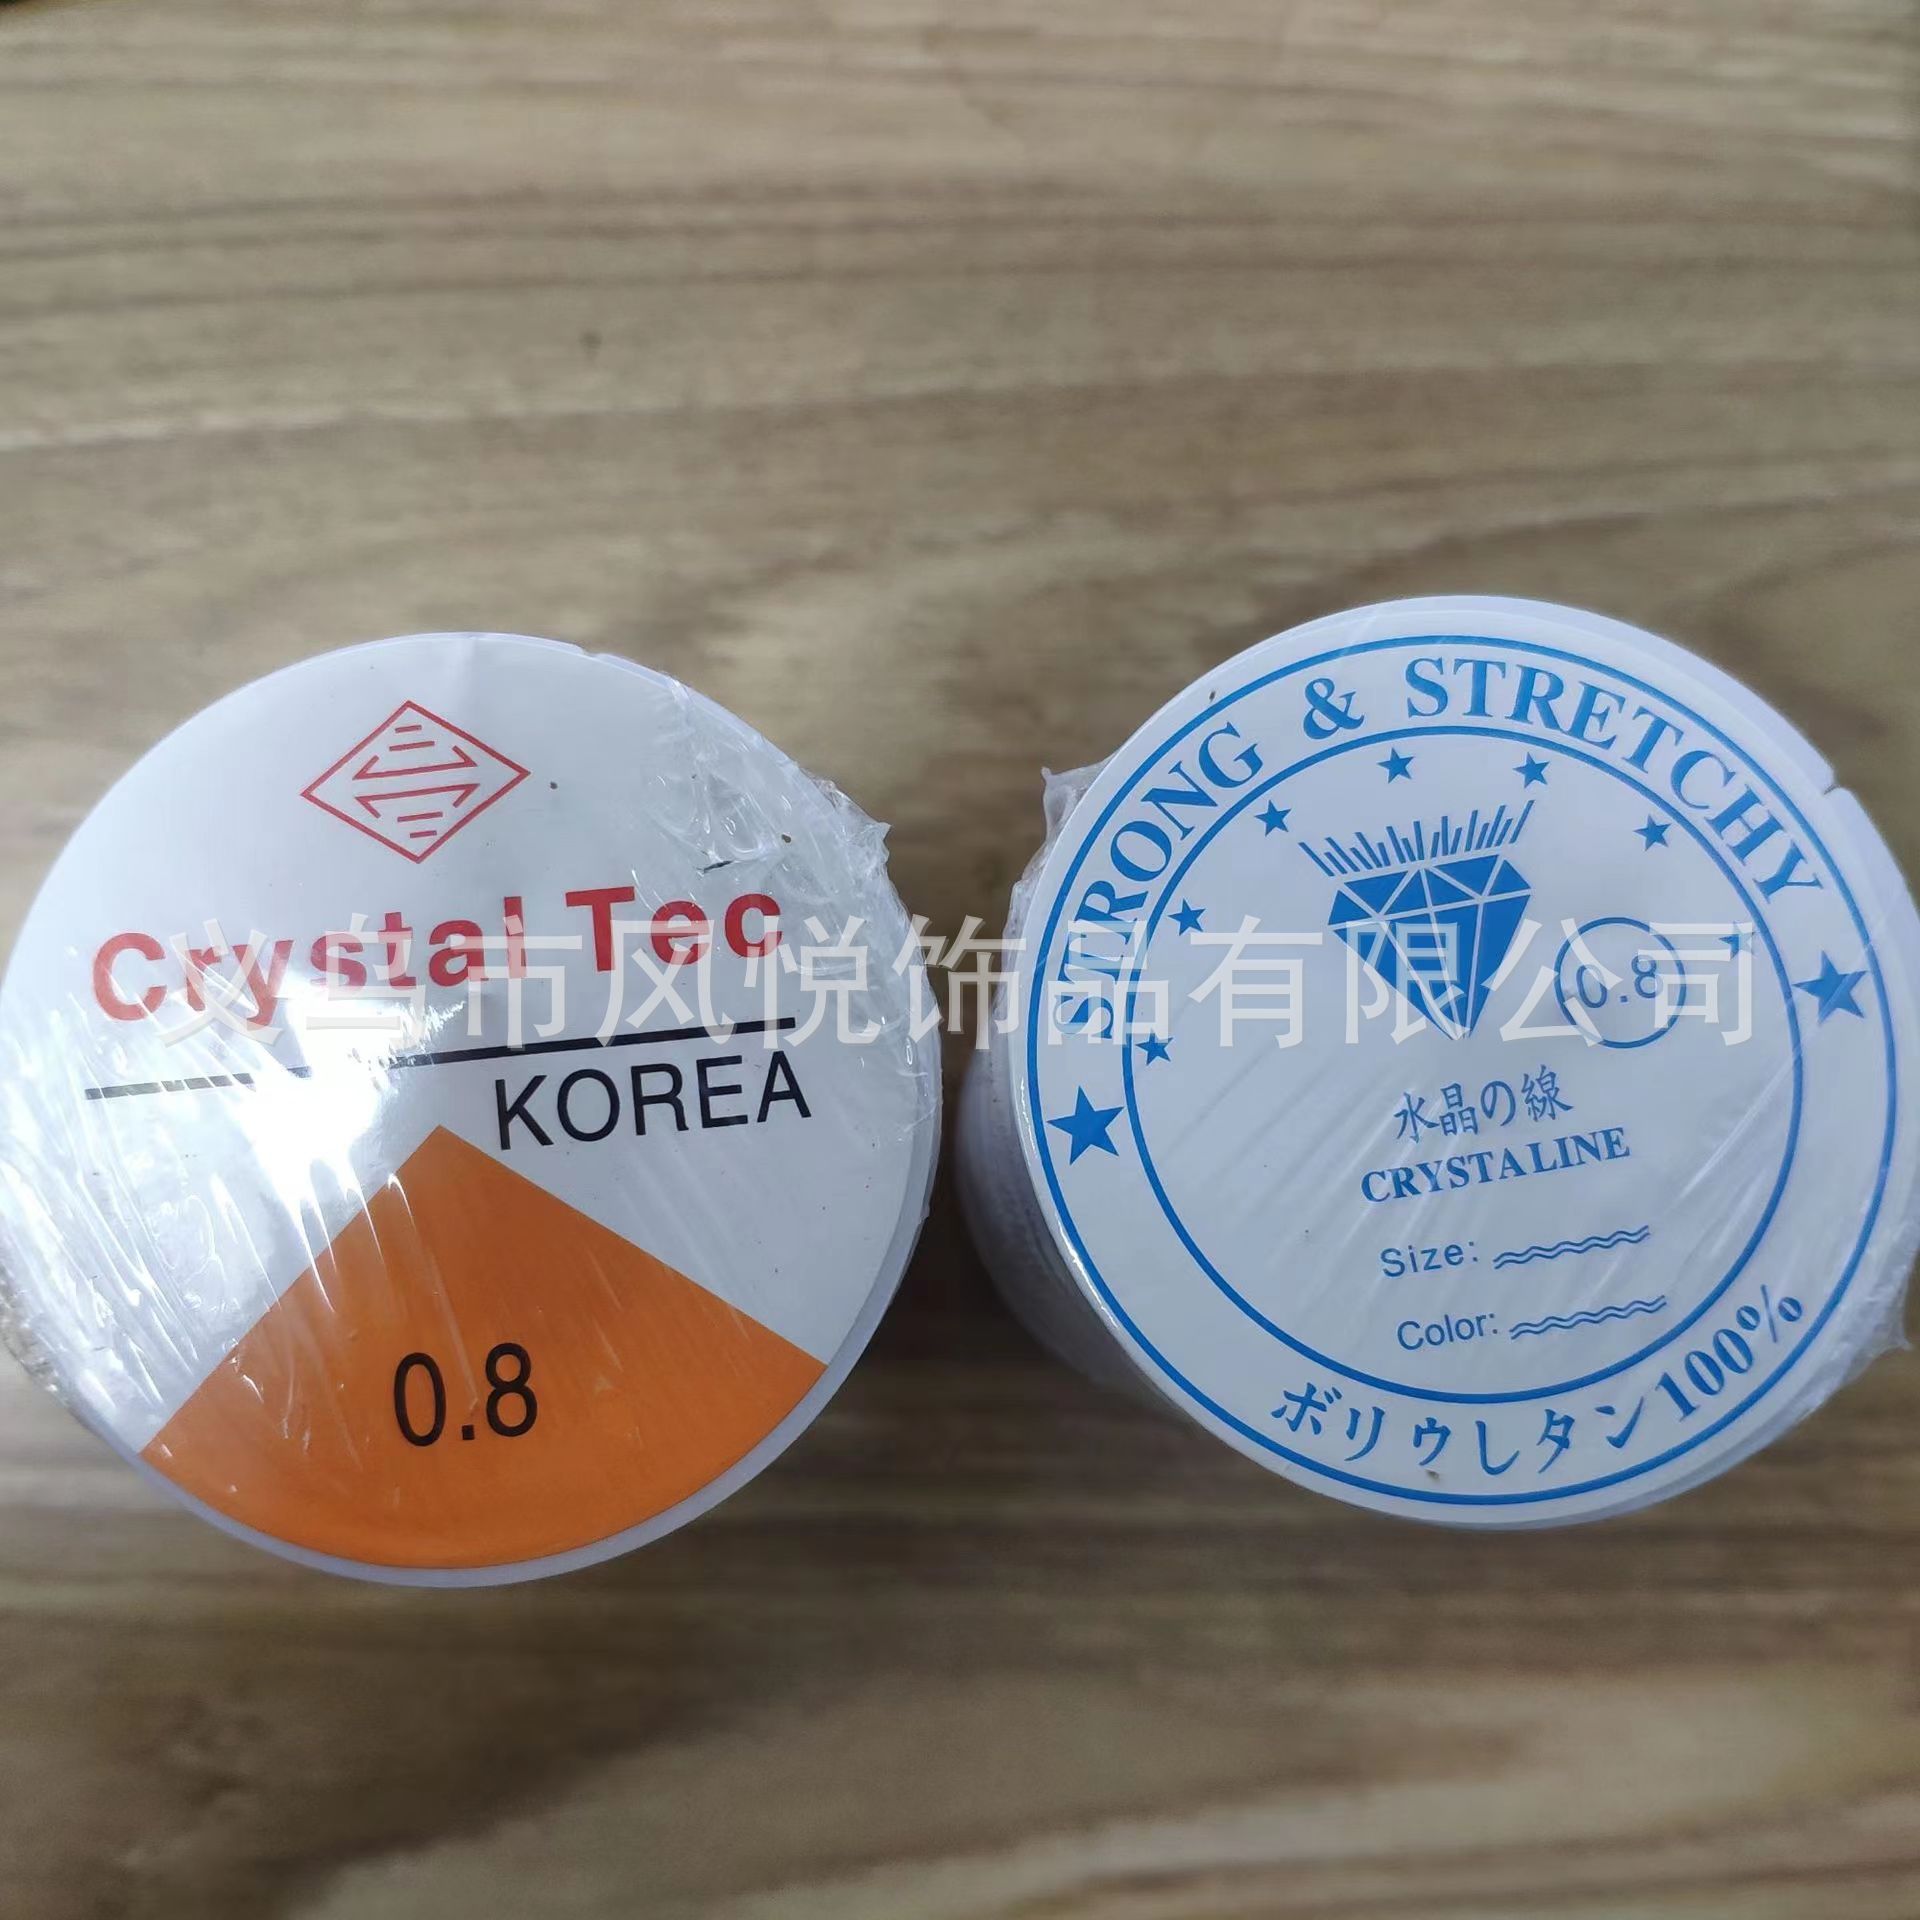 Crystal Tec
KOREA
0.8
STRONG & STRETCHY
0.8
水晶の線
CRYSTALINE
Size:
Color:
ポリウレタン100%
义乌市风悦饰品有限公司